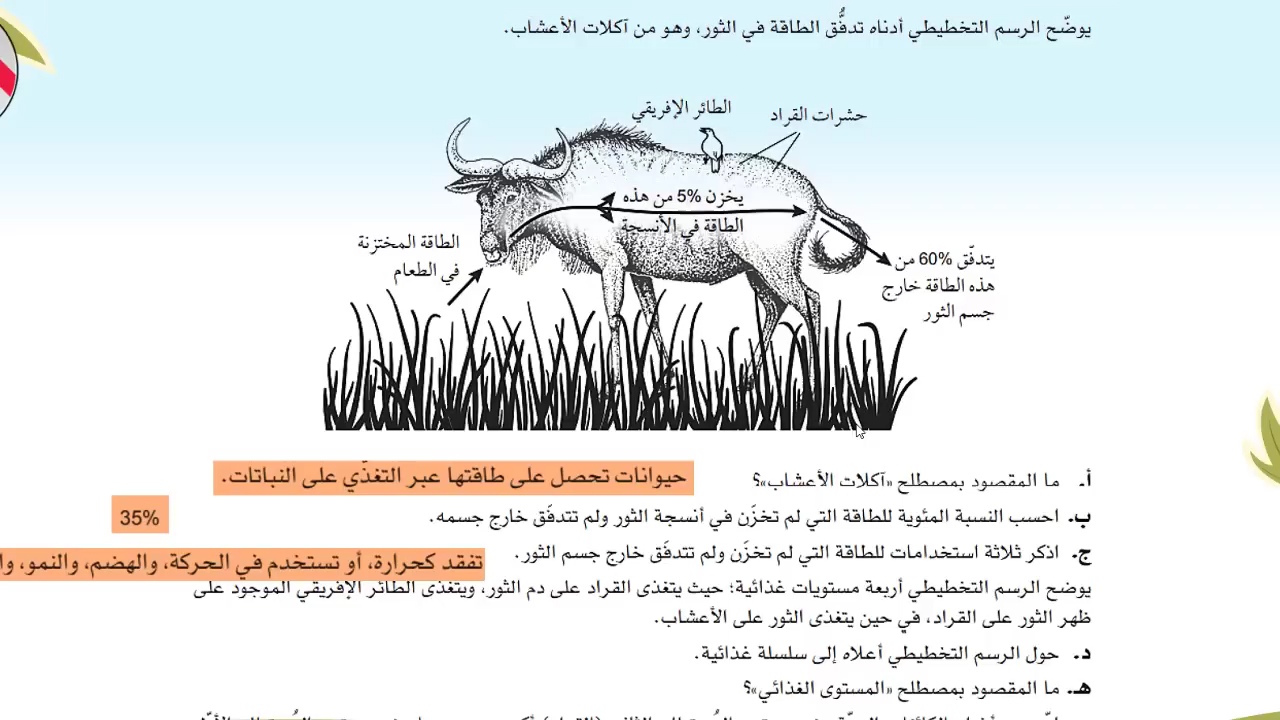 يوضّح الرسم التخطيطي أدناه تدفُّق الطاقة في الثور، وهو من آكلات الأعشاب.
الطائر الإفريقي
حشرات القراد
يخزن 5% من هذه
الطاقة في الأنسجة
الطاقة المختزنة
في الطعام
يتدفّق 60% من
هذه الطاقة خارج
جسم الثور
أ. ما المقصود بمصطلح «آكلات الأعشاب»؟
حيوانات تحصل على طاقتها عبر التغذّي على النباتات.
ب. احسب النسبة المئوية للطاقة التي لم تخزَن في أنسجة الثور ولم تتدفَق خارج جسمه.
35%
ج. اذكر ثلاثة استخدامات للطاقة التي لم تخزَن ولم تتدفَق خارج جسم الثور.
تفقد كحرارة، أو تستخدم في الحركة، والهضم، والنمو،
يوضح الرسم التخطيطي أربعة مستويات غذائية؛ حيث يتغذى القراد على دم الثور، ويتغذى الطائر الإفريقي الموجود على
ظهر الثور على القراد، في حين يتغذى الثور على الأعشاب.
د. حول الرسم التخطيطي أعلاه إلى سلسلة غذائية.
هـ. ما المقصود بمصطلح «المستوى الغذائي»؟